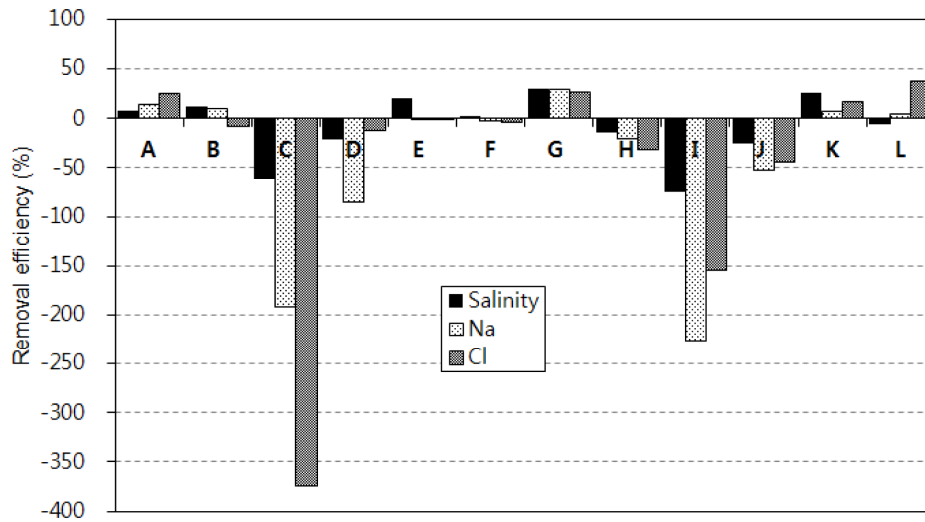 100
50
0
-50
-100
-150
-200
-250
-300
-350
-400
Removal efficiency (%)
A B C D E F G H I J K L
Salinity
Na
Cl